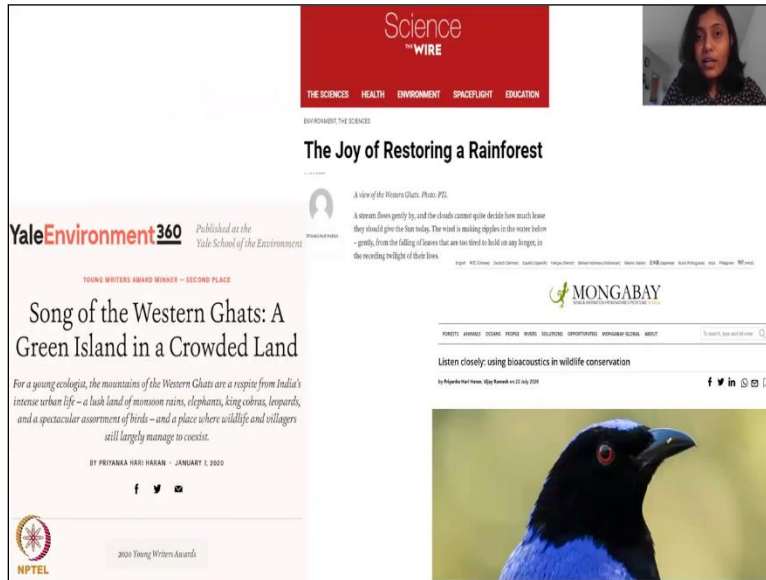 Science
THE WIRE
THE SCIENCES HEALTH ENVIRONMENT SPACEFLIGHT EDUCATION
ENVIRONMENT, THE SCIENCES
The Joy of Restoring a Rainforest
A view of the Western Ghats. Photo: PTI.
A stream flows gently by, and the clouds cannot quite decide how much leave
they should give the Sun today. The wind is making ripples in the water below
– gently, from the falling of leaves that are too tired to hold on any longer, in
the receding twilight of their lives.
YaleEnvironment360
Published at the
Yale School of the Environment
YOUNG WRITERS AWARD WINNER – SECOND PLACE
Song of the Western Ghats: A
Green Island in a Crowded Land
For a young ecologist, the mountains of the Western Ghats are a respite from India's
intense urban life – a lush land of monsoon rains, elephants, king cobras, leopards,
and a spectacular assortment of birds – and a place where wildlife and villagers
still largely manage to coexist.
BY PRIYANKA HARI HARAN • JANUARY 7, 2020
2020 Young Writers Awards
NPTEL
MONGABAY
FORESTS ANIMALS OCEANS PEOPLE RIVERS SOLUTIONS OPPORTUNITIES MONGABAY GLOBAL ABOUT
Listen closely: using bioacoustics in wildlife conservation
by Priyanka Hari Haran, Vijay Ramesh on 22 July 2020